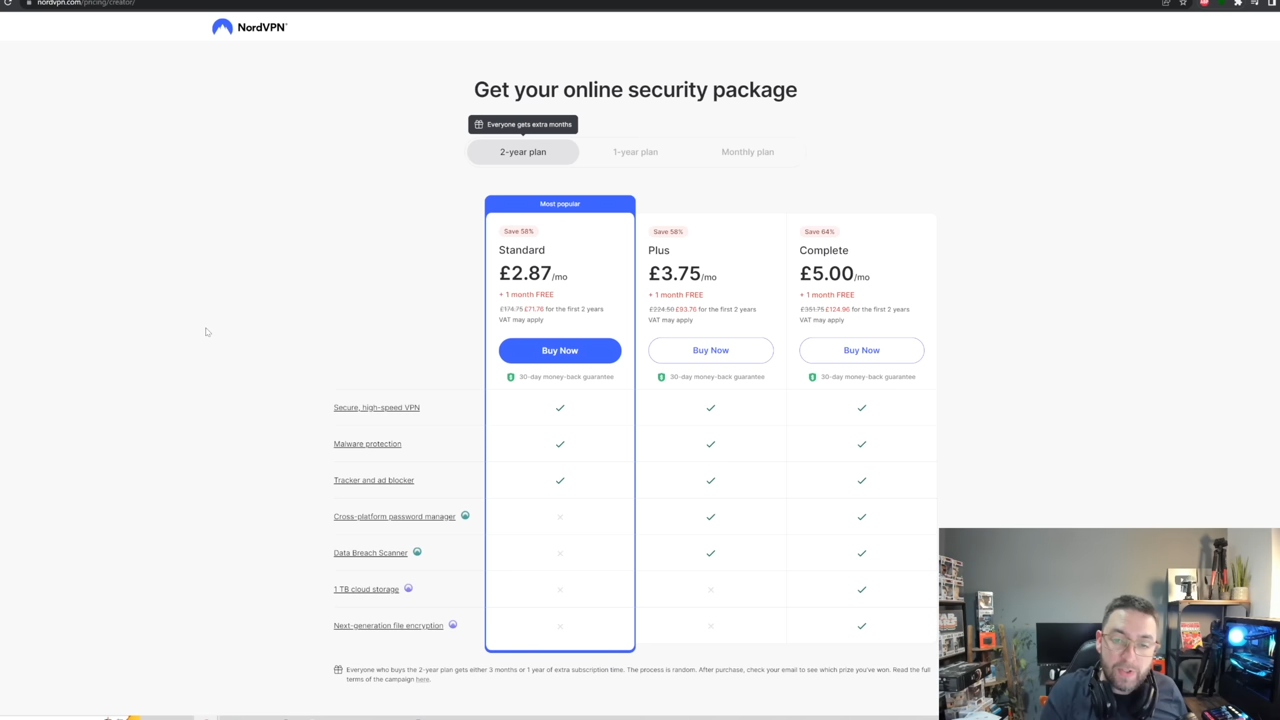 nordvpn.com/pricing/creator/
NordVPN®
Get your online security package
Everyone gets extra months
2-year plan
1-year plan
Monthly plan
Most popular
Save 58%
Standard
£2.87/mo
+ 1 month FREE
£174.75 £71.76 for the first 2 years
VAT may apply
Buy Now
30-day money-back guarantee
Save 58%
Plus
£3.75/mo
+ 1 month FREE
£224.50 £93.76 for the first 2 years
VAT may apply
Buy Now
30-day money-back guarantee
Save 64%
Complete
£5.00/mo
+ 1 month FREE
£351.75 £124.96 for the first 2 years
VAT may apply
Buy Now
30-day money-back guarantee
Secure, high-speed VPN
Malware protection
Tracker and ad blocker
Cross-platform password manager
Data Breach Scanner
1 TB cloud storage
Next-generation file encryption
Everyone who buys the 2-year plan gets either 3 months or 1 year of extra subscription time. The process is random. After purchase, check your email to see which prize you've won. Read the full
terms of the campaign here.